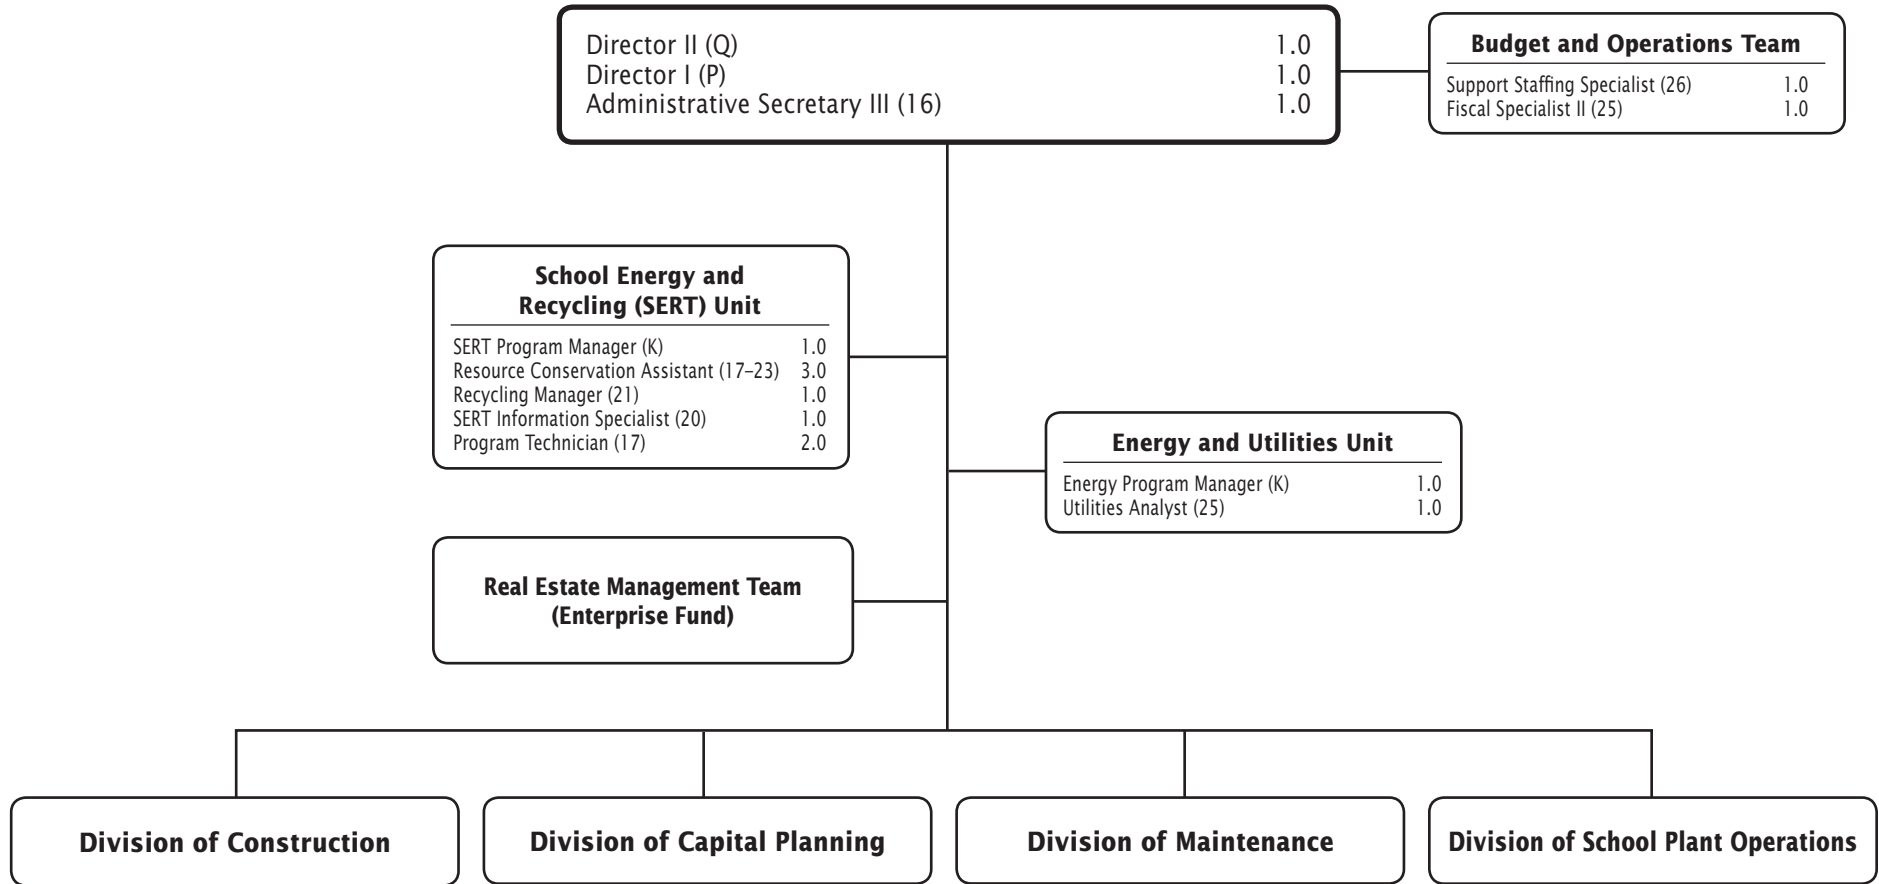 Director II (Q) 1.0
Director I (P) 1.0
Administrative Secretary III (16) 1.0
Budget and Operations Team
Support Staffing Specialist (26) 1.0
Fiscal Specialist II (25) 1.0
School Energy and
Recycling (SERT) Unit
SERT Program Manager (K) 1.0
Resource Conservation Assistant (17–23) 3.0
Recycling Manager (21) 1.0
SERT Information Specialist (20) 1.0
Program Technician (17) 2.0
Energy and Utilities Unit
Energy Program Manager (K) 1.0
Utilities Analyst (25) 1.0
Real Estate Management Team
(Enterprise Fund)
Division of Construction
Division of Capital Planning
Division of Maintenance
Division of School Plant Operations